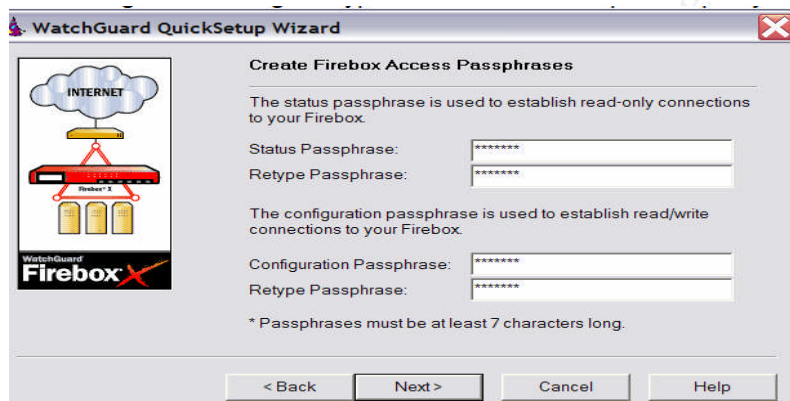 WatchGuard QuickSetup Wizard
INTERNET
Firebox X
WatchGuard
Firebox X
Create Firebox Access Passphrases
The status passphrase is used to establish read-only connections
to your Firebox.
Status Passphrase: *******
Retype Passphrase: *******
The configuration passphrase is used to establish read/write
connections to your Firebox.
Configuration Passphrase: *******
Retype Passphrase: *******
* Passphrases must be at least 7 characters long.
< Back Next > Cancel Help